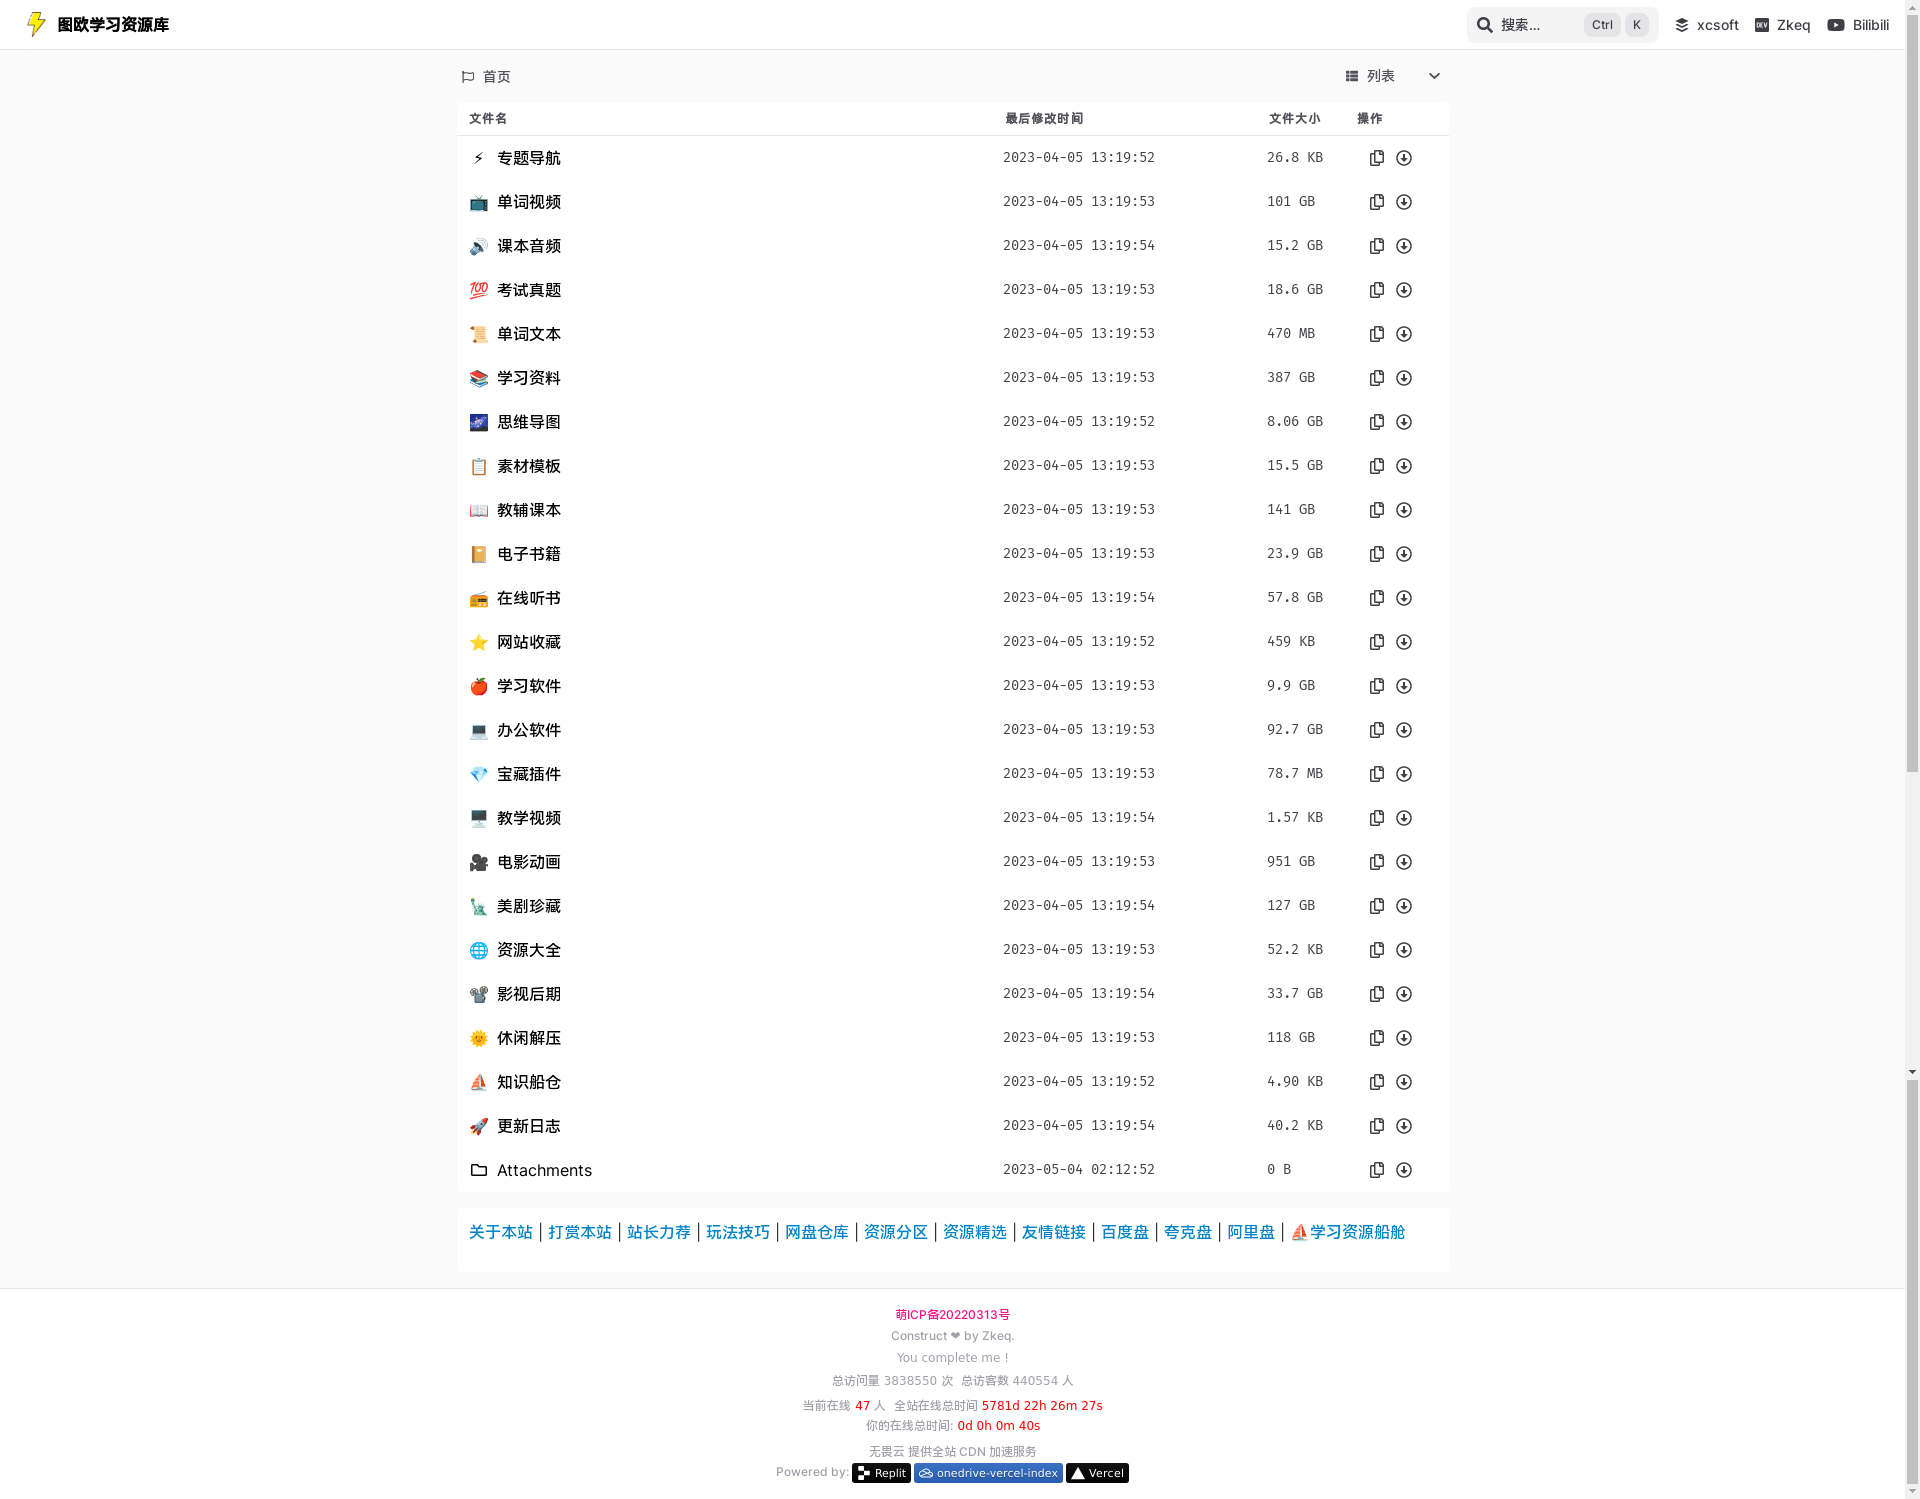 图欧学习资源库 搜索... Ctrl K xcsoft Zkeq Bilibili
首页 列表
文件名 最后修改时间 文件大小 操作
专题导航 2023-04-05 13:19:52 26.8 KB
单词视频 2023-04-05 13:19:53 101 GB
课本音频 2023-04-05 13:19:54 15.2 GB
考试真题 2023-04-05 13:19:53 18.6 GB
单词文本 2023-04-05 13:19:53 470 MB
学习资料 2023-04-05 13:19:53 387 GB
思维导图 2023-04-05 13:19:52 8.06 GB
素材模板 2023-04-05 13:19:53 15.5 GB
教辅课本 2023-04-05 13:19:53 141 GB
电子书籍 2023-04-05 13:19:53 23.9 GB
在线听书 2023-04-05 13:19:54 57.8 GB
网站收藏 2023-04-05 13:19:52 459 KB
学习软件 2023-04-05 13:19:53 9.9 GB
办公软件 2023-04-05 13:19:53 92.7 GB
宝藏插件 2023-04-05 13:19:53 78.7 MB
教学视频 2023-04-05 13:19:54 1.57 KB
电影动画 2023-04-05 13:19:53 951 GB
美剧珍藏 2023-04-05 13:19:54 127 GB
资源大全 2023-04-05 13:19:53 52.2 KB
影视后期 2023-04-05 13:19:54 33.7 GB
休闲解压 2023-04-05 13:19:53 118 GB
知识船仓 2023-04-05 13:19:52 4.90 KB
更新日志 2023-04-05 13:19:54 40.2 KB
Attachments 2023-05-04 02:12:52 0 B
关于本站 | 打赏本站 | 站长力荐 | 玩法技巧 | 网盘仓库 | 资源分区 | 资源精选 | 友情链接 | 百度盘 | 夸克盘 | 阿里盘 | ⛵学习资源船舱
萌ICP备20220313号
Construct ❤ by Zkeq.
You complete me！
总访问量 3838550 次 总访客数 440554 人
当前在线 47 人 全站在线总时间 5781d 22h 26m 27s
你的在线总时间: 0d 0h 0m 40s
无畏云 提供全站 CDN 加速服务
Powered by: Replit onedrive-vercel-index Vercel